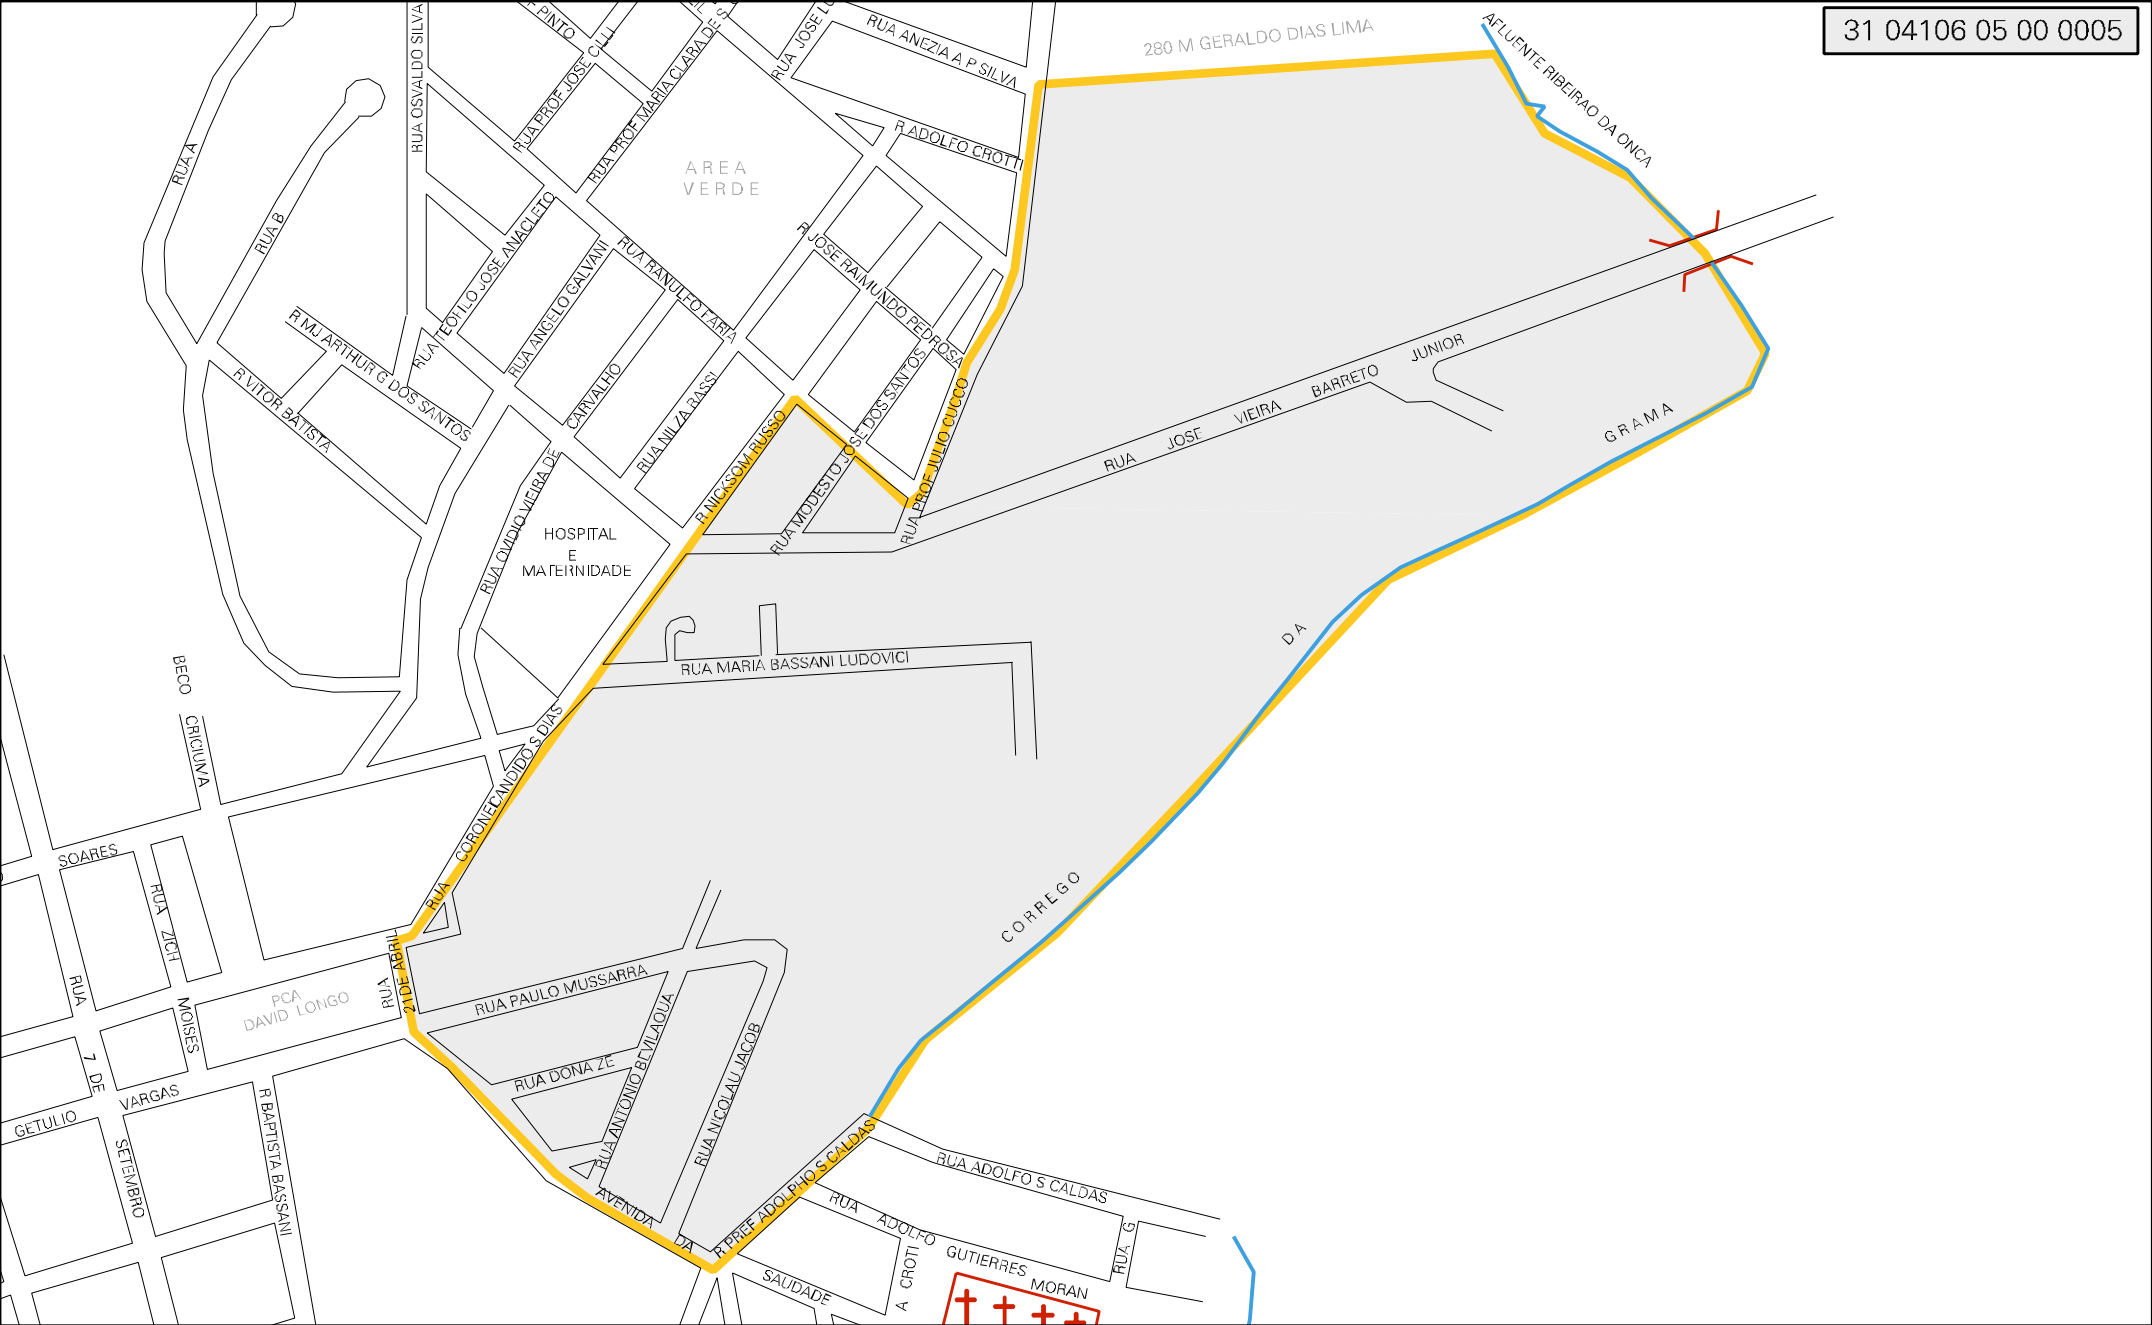 31 04106 05 00 0005
280 M GERALDO DIAS LIMA
AFLUENTE RIBEIRAO DA ONCA
PINTO
RUA OSVALDO SILVA
RUA PROF JOSE CILLI
RUA PROF MARIA CLARA DE S
RUA JOSE LU
RUA ANEZIA A P SILVA
R ADOLFO CROTTI
AREA
VERDE
RUA A
RUA B
RUA TEOFILO JOSE ANACLETO
RUA ANGELO GALVANI
RUA RANULFO FARIA
R JOSE RAIMUNDO PEDROSA
R MJ ARTHUR G DOS SANTOS
R VITOR BATISTA
RUA OVIDIO VIEIRA DE
CARVALHO
RUA NILZA RASSI
R NICKSOM RUSSO
RUA MODESTO JOSE DOS SANTOS
RUA PROF JULIO CUCCO
RUA JOSE VIEIRA BARRETO JUNIOR
HOSPITAL
E
MATERNIDADE
CORREGO DA GRAMA
RUA MARIA BASSANI LUDOVICI
BECO CRICIUMA
RUA CORONEL CANDIDO S DIAS
SOARES
RUA ZICH
MOISES
RUA
7 DE
SETEMBRO
PCA
DAVID LONGO
RUA
21 DE ABRIL
RUA PAULO MUSSARRA
RUA DONA ZE
RUA ANTONIO BEVILAQUA
RUA NICOLAU JACOB
GETULIO VARGAS
R BAPTISTA BASSANI
AVENIDA DA SAUDADE
R PREF ADOLPHO S CALDAS
RUA ADOLFO S CALDAS
RUA ADOLFO GUTIERRES MORAN
A CROTI
RUA G